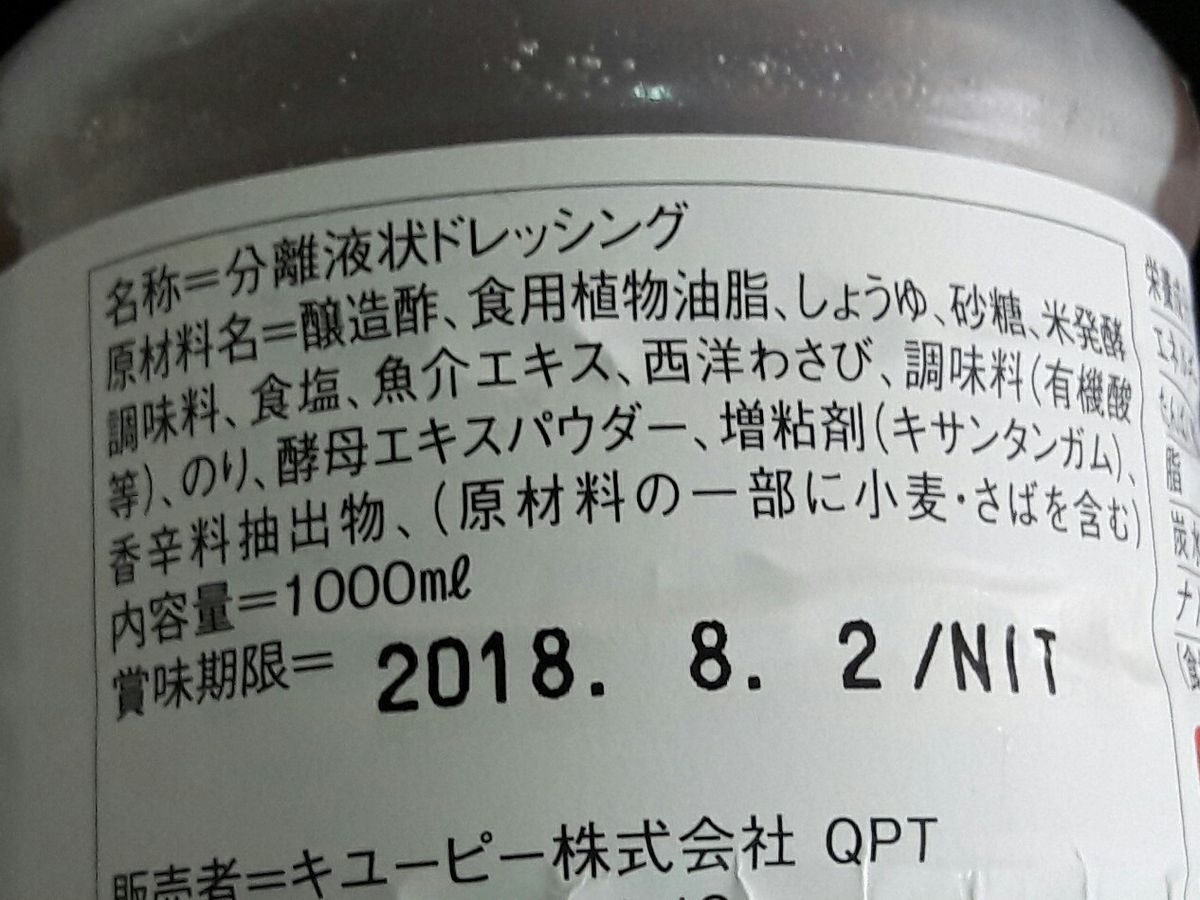 名称=分離液状ドレッシング
原材料名=醸造酢、食用植物油脂、しょうゆ、砂糖、米発酵
調味料、食塩、魚介エキス、西洋わさび、調味料(有機酸
等)、のり、酵母エキスパウダー、増粘剤(キサンタンガム)、
香辛料抽出物、(原材料の一部に小麦・さばを含む)
内容量=1000mℓ
賞味期限= 2018. 8. 2 /NIT
販売者=キユーピー株式会社 QPT
脂